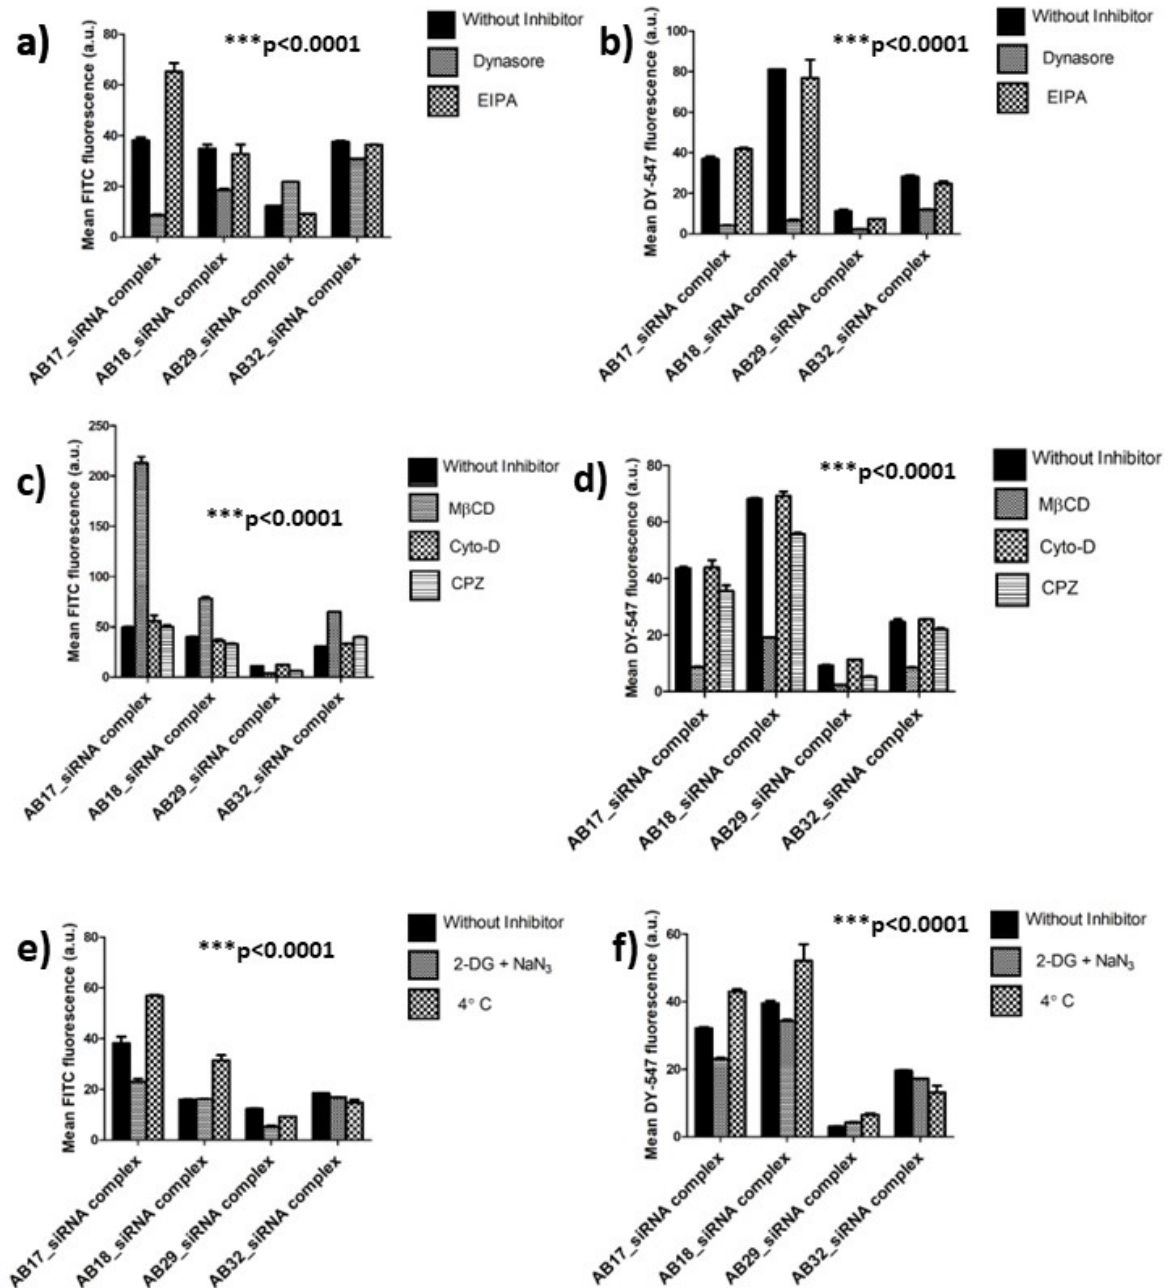 a)
***p<0.0001
Without Inhibitor
Dynasore
EIPA
Mean FITC fluorescence (a.u.)
80
60
40
20
0
AB17_siRNA complex
AB18_siRNA complex
AB29_siRNA complex
AB32_siRNA complex
b)
***p<0.0001
Without Inhibitor
Dynasore
EIPA
Mean DY-547 fluorescence (a.u.)
100
80
60
40
20
0
AB17_siRNA complex
AB18_siRNA complex
AB29_siRNA complex
AB32_siRNA complex
c)
***p<0.0001
Without Inhibitor
MβCD
Cyto-D
CPZ
Mean FITC fluorescence (a.u.)
250
200
150
100
50
0
AB17_siRNA complex
AB18_siRNA complex
AB29_siRNA complex
AB32_siRNA complex
d)
***p<0.0001
Without Inhibitor
MβCD
Cyto-D
CPZ
Mean DY-547 fluorescence (a.u.)
80
60
40
20
0
AB17_siRNA complex
AB18_siRNA complex
AB29_siRNA complex
AB32_siRNA complex
e)
***p<0.0001
Without Inhibitor
2-DG + NaN₃
4° C
Mean FITC fluorescence (a.u.)
80
60
40
20
0
AB17_siRNA complex
AB18_siRNA complex
AB29_siRNA complex
AB32_siRNA complex
f)
***p<0.0001
Without Inhibitor
2-DG + NaN₃
4° C
Mean DY-547 fluorescence (a.u.)
60
40
20
0
AB17_siRNA complex
AB18_siRNA complex
AB29_siRNA complex
AB32_siRNA complex